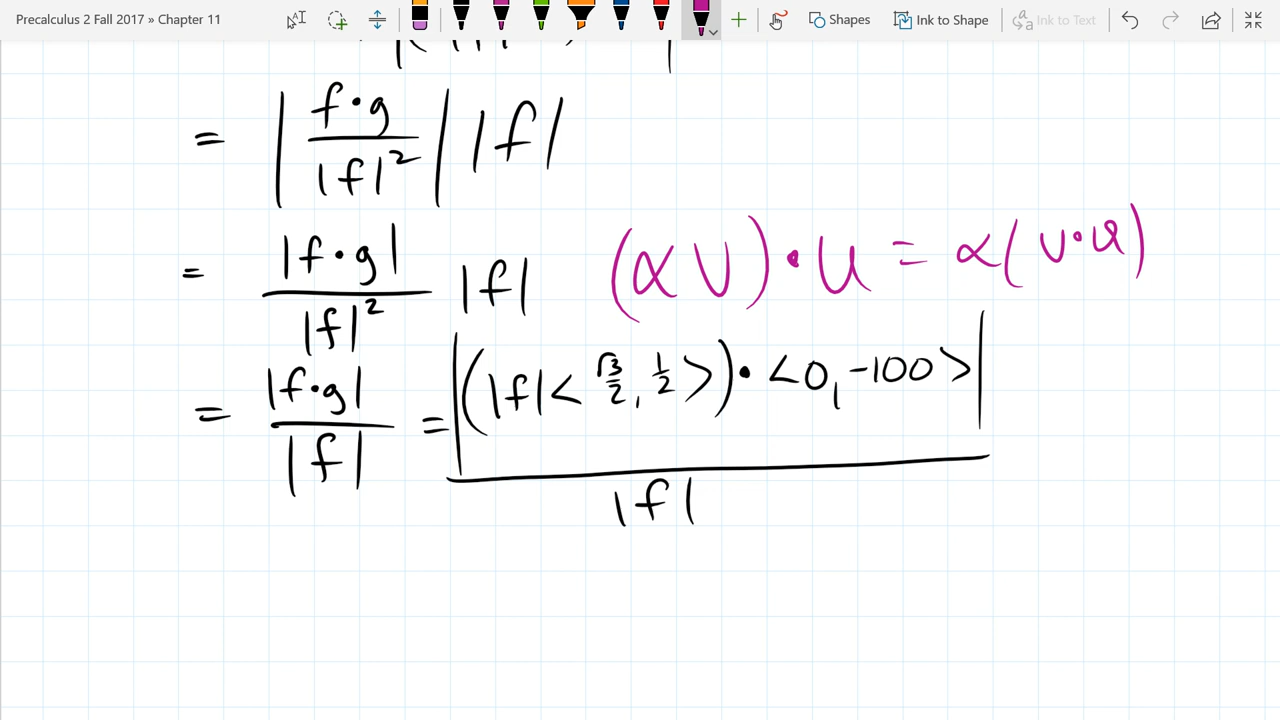 Precalculus 2 Fall 2017 » Chapter 11
Shapes
Ink to Shape
Ink to Text
= | f·g / |f|² | |f|
= |f·g| / |f|² |f|
(αv)·u = α(v·u)
= |f·g| / |f| = |(|f|< √3/2, 1/2 >)·<0, -100>| / |f|